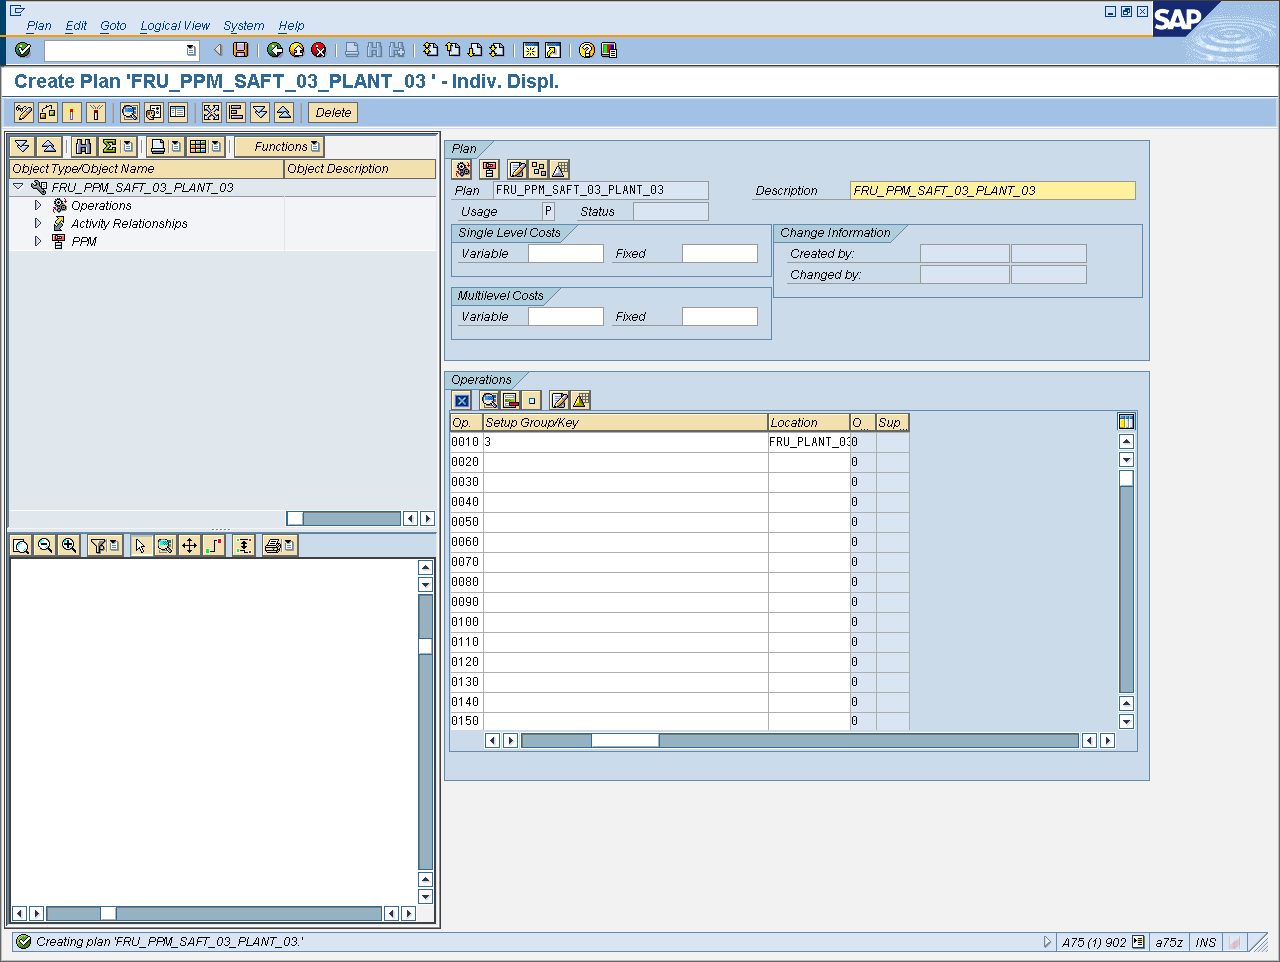 Plan Edit Goto Logical View System Help
SAP
Create Plan 'FRU_PPM_SAFT_03_PLANT_03 ' - Indiv. Displ.
Delete
Functions
Object Type/Object Name Object Description
FRU_PPM_SAFT_03_PLANT_03
Operations
Activity Relationships
PPM
Plan
Plan FRU_PPM_SAFT_03_PLANT_03 Description FRU_PPM_SAFT_03_PLANT_03
Usage P Status
Single Level Costs Change Information
Variable Fixed Created by:
Changed by:
Multilevel Costs
Variable Fixed
Operations
Op. Setup Group/Key Location O... Sup...
0010 3 FRU_PLANT_03 0
0020 0
0030 0
0040 0
0050 0
0060 0
0070 0
0080 0
0090 0
0100 0
0110 0
0120 0
0130 0
0140 0
0150 0
Creating plan 'FRU_PPM_SAFT_03_PLANT_03.' A75 (1) 902 a75z INS